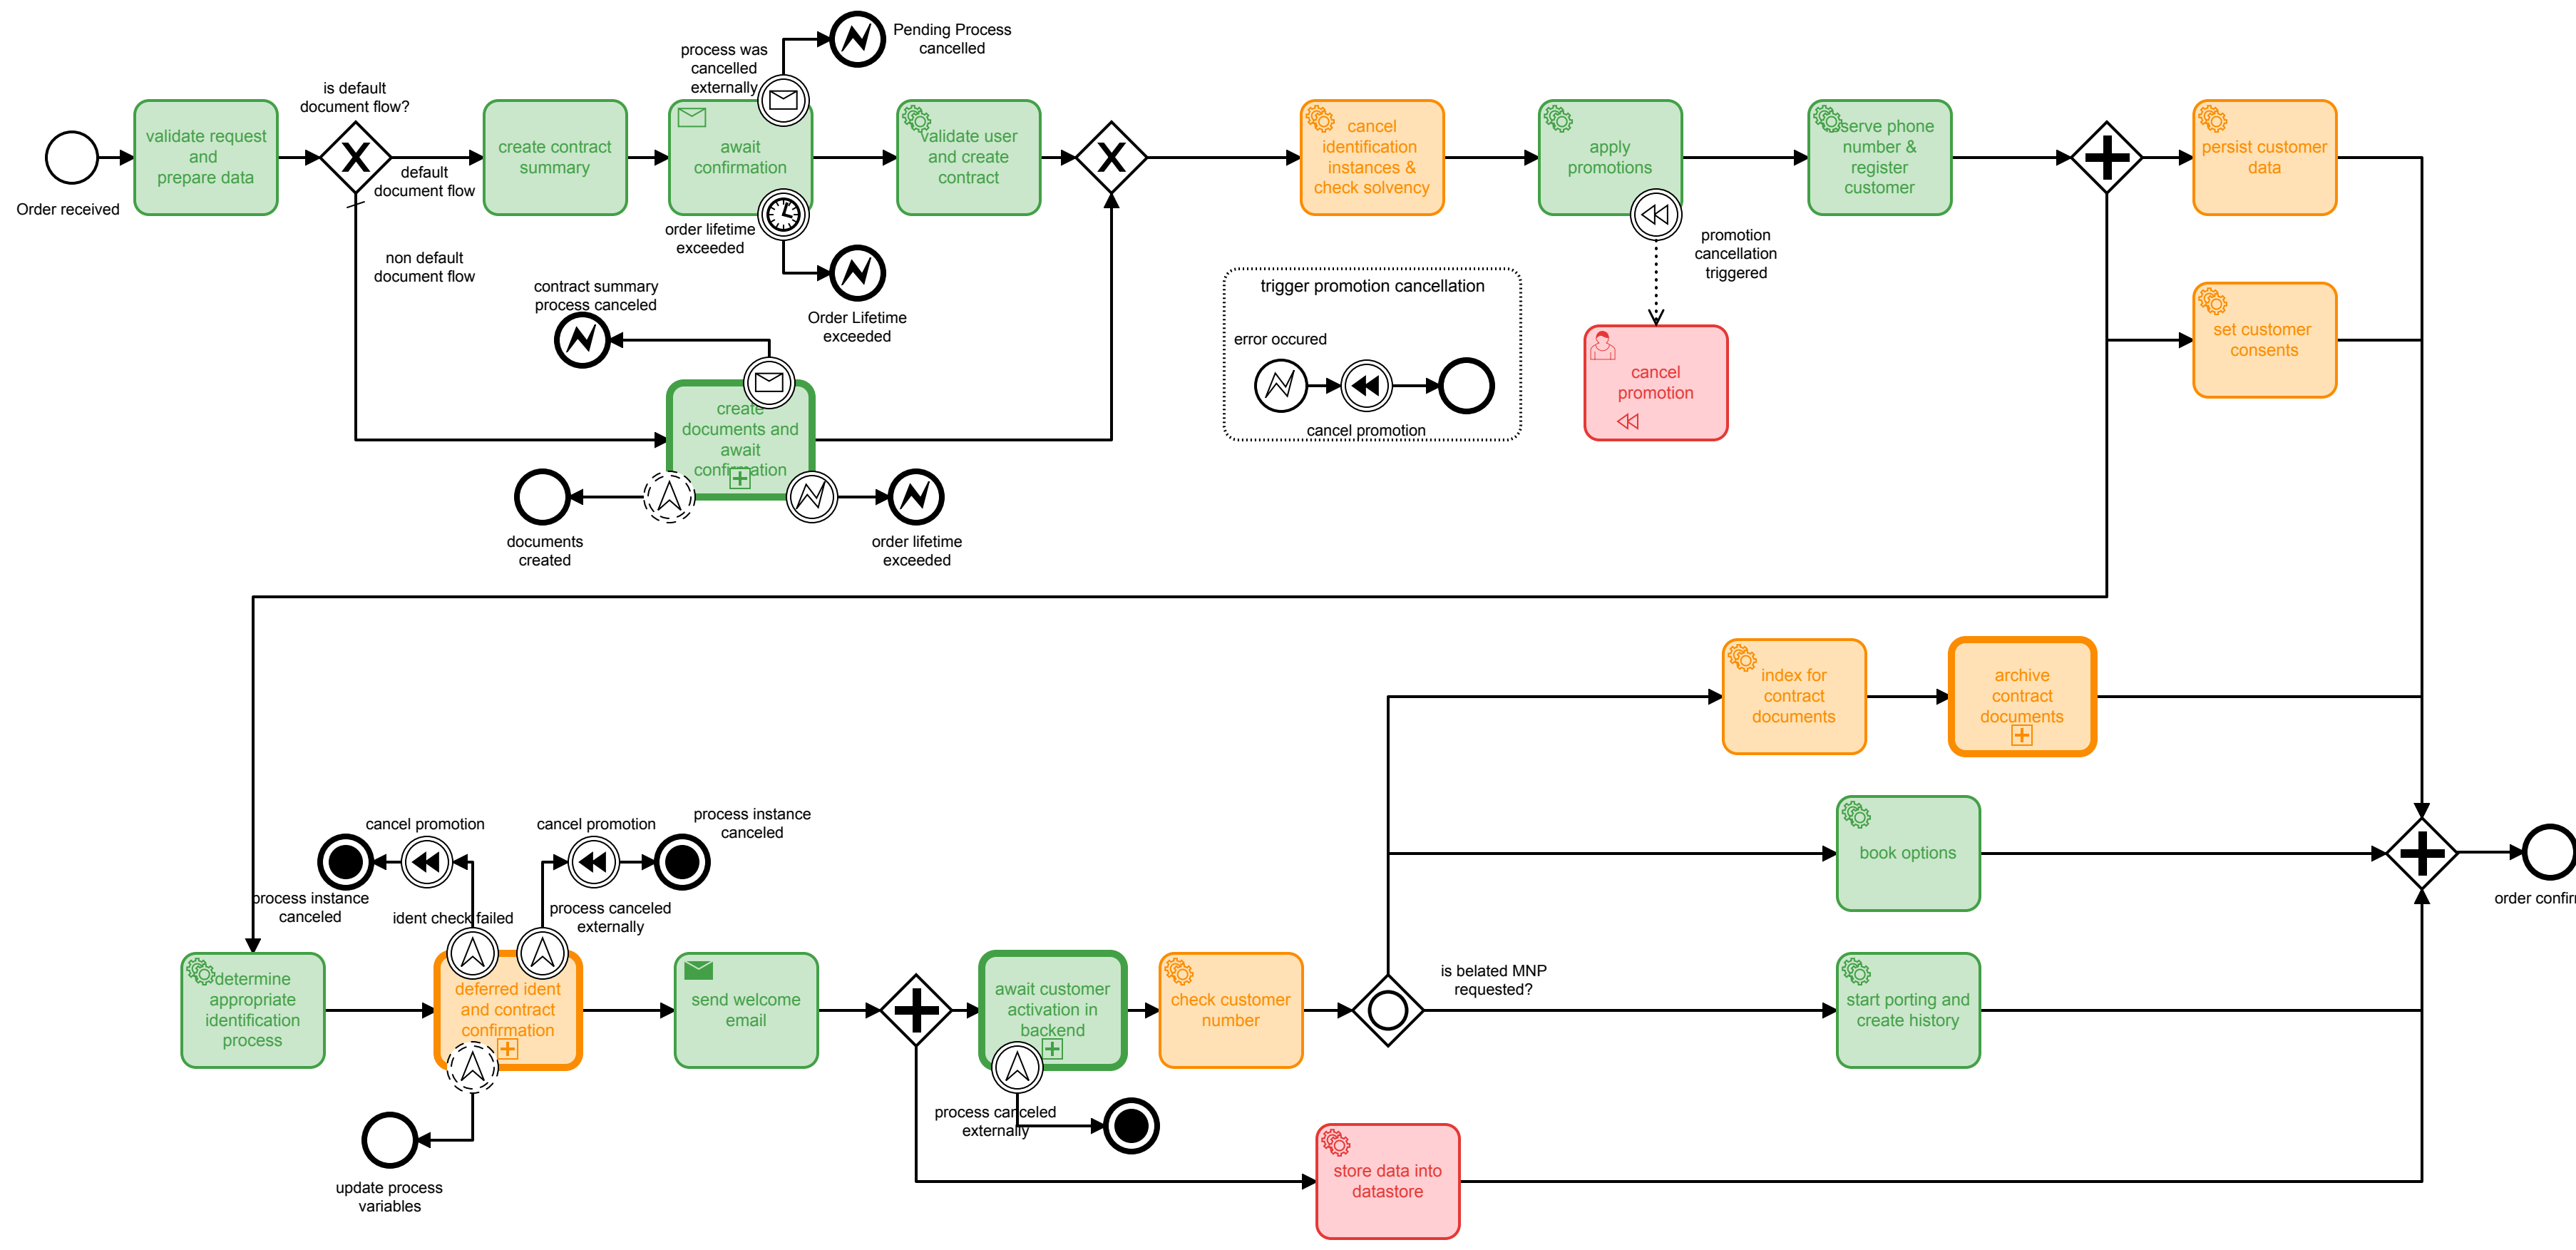 Pending Process
cancelled
process was
cancelled
externally
is default
document flow?
validate request
and
prepare data
create contract
summary
await
confirmation
validate user
and create
contract
cancel
identification
instances &
check solvency
apply
promotions
serve phone
number &
register
customer
persist customer
data
Order received
default
document flow
order lifetime
exceeded
promotion
cancellation
triggered
non default
document flow
contract summary
process canceled
Order Lifetime
exceeded
trigger promotion cancellation
error occured
cancel promotion
cancel
promotion
set customer
consents
create
documents and
await
confirmation
documents
created
order lifetime
exceeded
index for
contract
documents
archive
contract
documents
cancel promotion
cancel promotion
process instance
canceled
process instance
canceled
ident check failed
process canceled
externally
book options
order confirm
determine
appropriate
identification
process
deferred ident
and contract
confirmation
send welcome
email
await customer
activation in
backend
check customer
number
is belated MNP
requested?
start porting and
create history
process canceled
externally
update process
variables
store data into
datastore